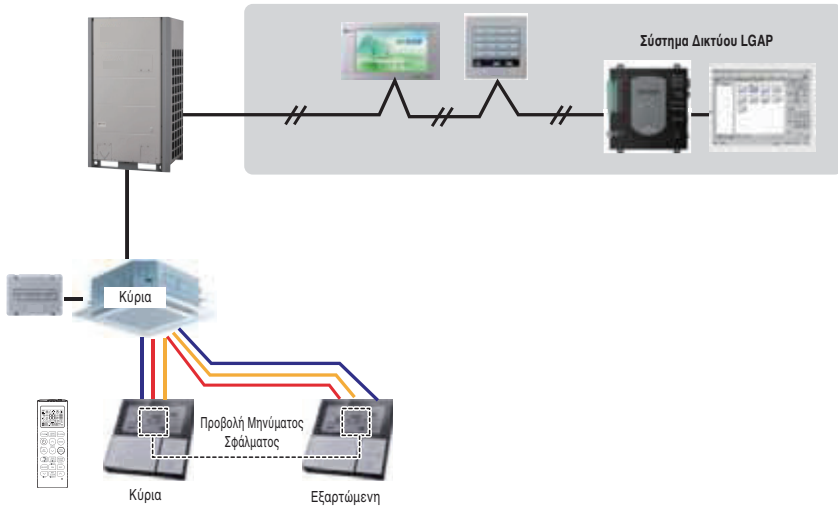 Σύστημα Δικτύου LGAP
Κύρια
Προβολή Μηνύματος
Σφάλματος
Κύρια
Εξαρτώμενη